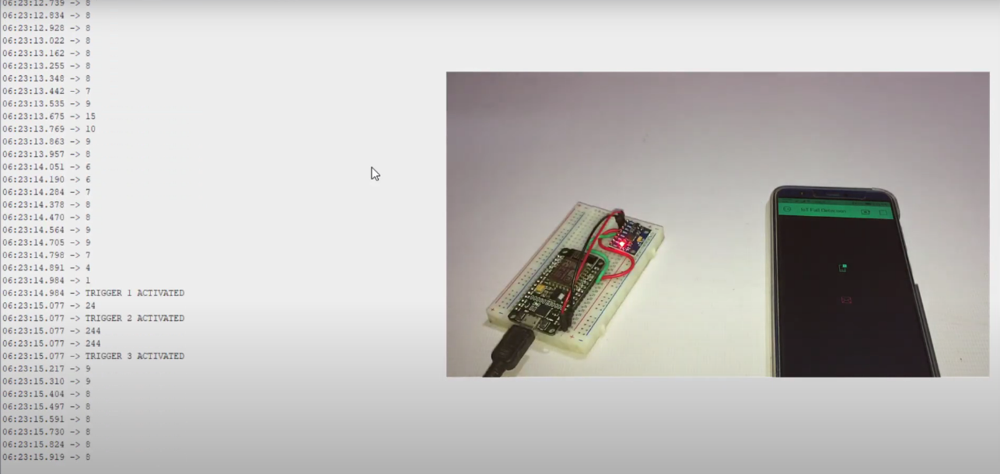 06:23:12.739 -> 8
06:23:12.834 -> 8
06:23:12.928 -> 8
06:23:13.022 -> 8
06:23:13.162 -> 8
06:23:13.255 -> 8
06:23:13.348 -> 8
06:23:13.442 -> 7
06:23:13.535 -> 9
06:23:13.675 -> 15
06:23:13.769 -> 10
06:23:13.863 -> 9
06:23:13.957 -> 8
06:23:14.051 -> 6
06:23:14.190 -> 6
06:23:14.284 -> 7
06:23:14.378 -> 8
06:23:14.470 -> 8
06:23:14.564 -> 9
06:23:14.705 -> 9
06:23:14.798 -> 7
06:23:14.891 -> 4
06:23:14.984 -> 1
06:23:14.984 -> TRIGGER 1 ACTIVATED
06:23:15.077 -> 24
06:23:15.077 -> TRIGGER 2 ACTIVATED
06:23:15.077 -> 244
06:23:15.077 -> 244
06:23:15.077 -> TRIGGER 3 ACTIVATED
06:23:15.217 -> 9
06:23:15.310 -> 9
06:23:15.404 -> 8
06:23:15.497 -> 8
06:23:15.591 -> 8
06:23:15.730 -> 8
06:23:15.824 -> 8
06:23:15.919 -> 8
IoT Fall Detection